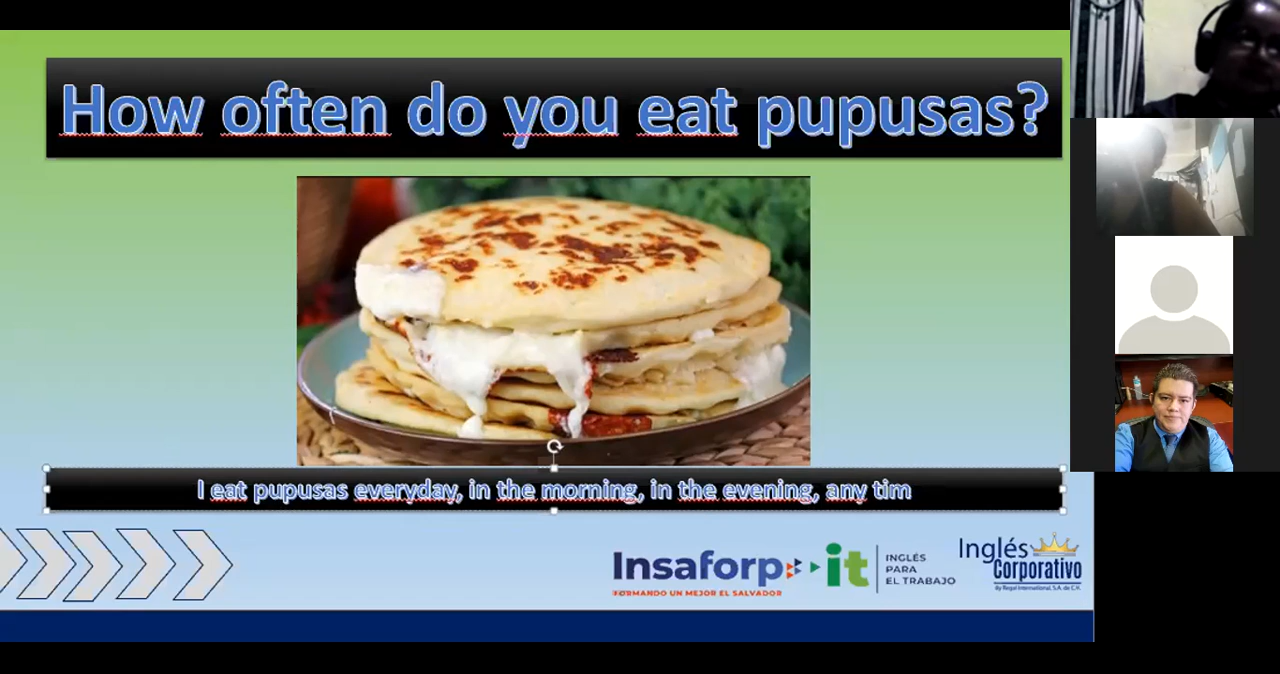 How often do you eat pupusas?
I eat pupusas everyday, in the morning, in the evening, any tim
Insaforp
FORMANDO UN MEJOR EL SALVADOR
it
INGLÉS
PARA
EL TRABAJO
Inglés
Corporativo
by Regal International, S.A. de C.V.